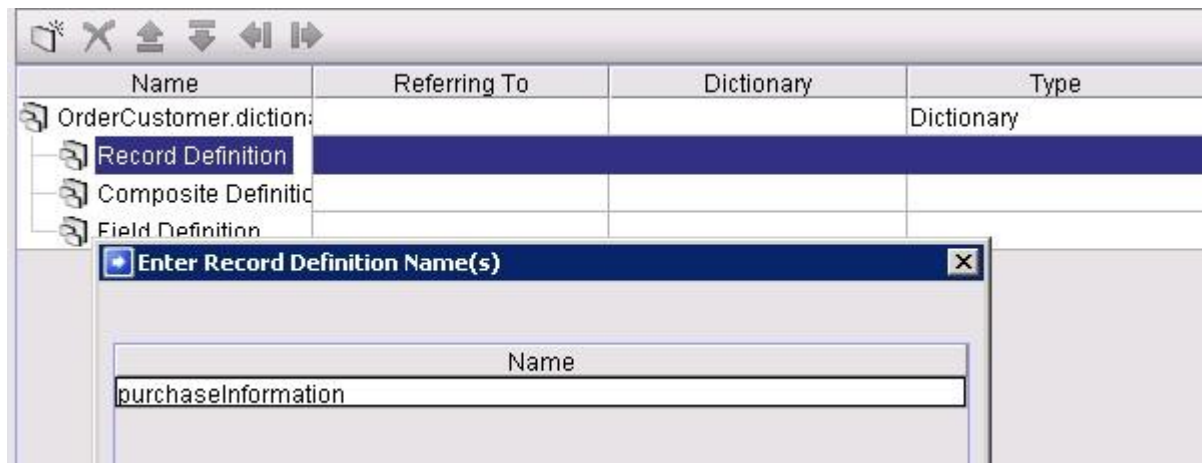 Name Referring To Dictionary Type
OrderCustomer.diction Dictionary
Record Definition
Composite Definitic
Field Definition
Enter Record Definition Name(s)
Name
purchaseInformation